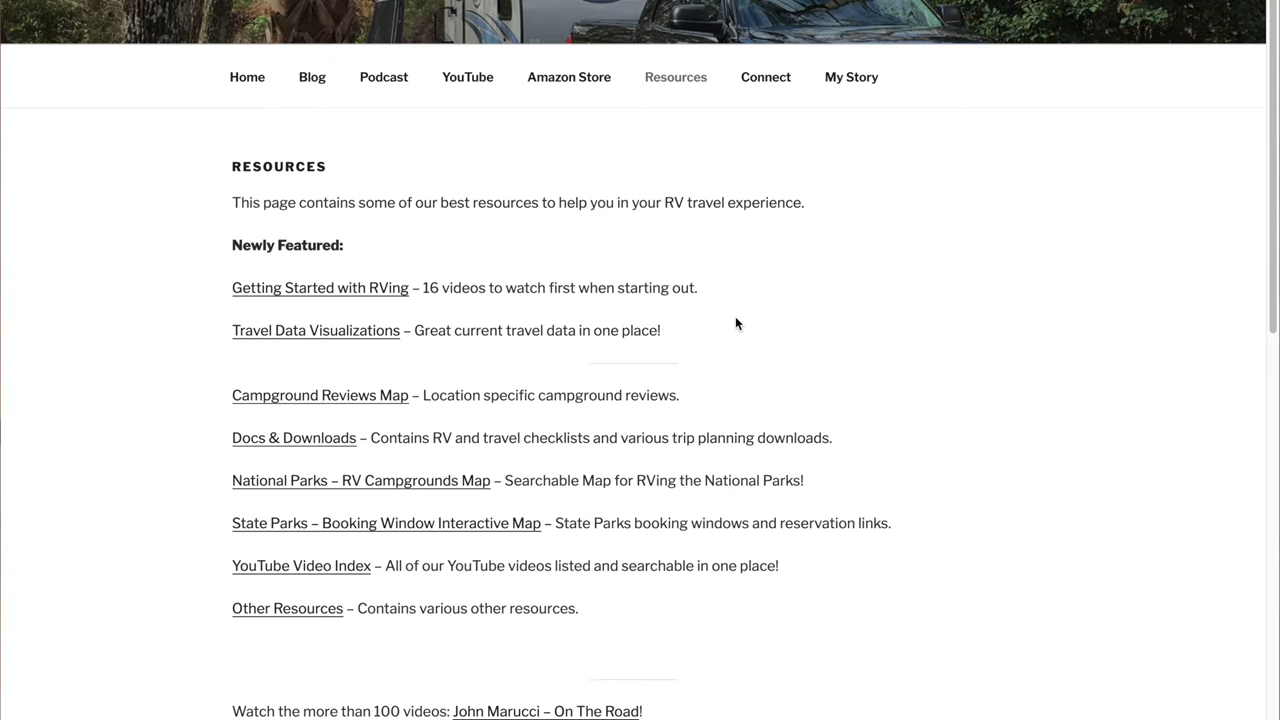 Home Blog Podcast YouTube Amazon Store Resources Connect My Story
RESOURCES
This page contains some of our best resources to help you in your RV travel experience.
Newly Featured:
Getting Started with RVing – 16 videos to watch first when starting out.
Travel Data Visualizations – Great current travel data in one place!
Campground Reviews Map – Location specific campground reviews.
Docs & Downloads – Contains RV and travel checklists and various trip planning downloads.
National Parks – RV Campgrounds Map – Searchable Map for RVing the National Parks!
State Parks – Booking Window Interactive Map – State Parks booking windows and reservation links.
YouTube Video Index – All of our YouTube videos listed and searchable in one place!
Other Resources – Contains various other resources.
Watch the more than 100 videos: John Marucci – On The Road!